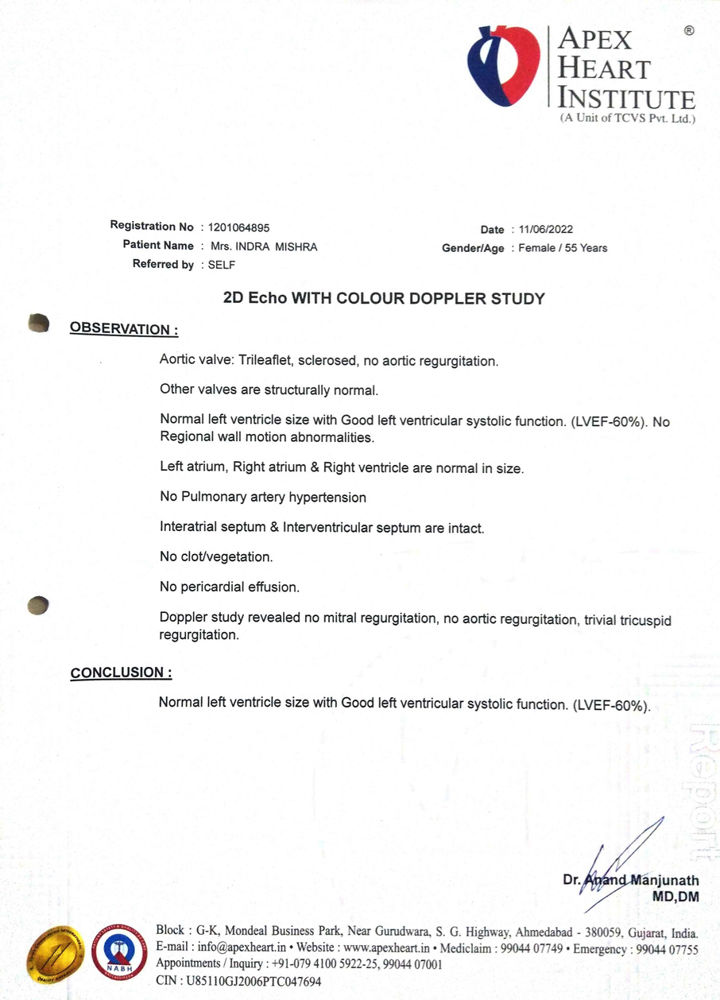 APEX
HEART
INSTITUTE
®
(A Unit of TCVS Pvt. Ltd.)
Registration No : 1201064895
Date : 11/06/2022
Patient Name : Mrs. INDRA MISHRA
Gender/Age : Female / 55 Years
Referred by : SELF
2D Echo WITH COLOUR DOPPLER STUDY
OBSERVATION :
Aortic valve: Trileaflet, sclerosed, no aortic regurgitation.
Other valves are structurally normal.
Normal left ventricle size with Good left ventricular systolic function. (LVEF-60%). No
Regional wall motion abnormalities.
Left atrium, Right atrium & Right ventricle are normal in size.
No Pulmonary artery hypertension
Interatrial septum & Interventricular septum are intact.
No clot/vegetation.
No pericardial effusion.
Doppler study revealed no mitral regurgitation, no aortic regurgitation, trivial tricuspid
regurgitation.
CONCLUSION :
Normal left ventricle size with Good left ventricular systolic function. (LVEF-60%).
Report
Dr. Anand Manjunath
MD,DM
NABH
Block : G-K, Mondeal Business Park, Near Gurudwara, S. G. Highway, Ahmedabad - 380059, Gujarat, India.
E-mail : info@apexheart.in • Website : www.apexheart.in • Mediclaim : 99044 07749 • Emergency : 99044 07755
Appointments / Inquiry : +91-079 4100 5922-25, 99044 07001
CIN : U85110GJ2006PTC047694